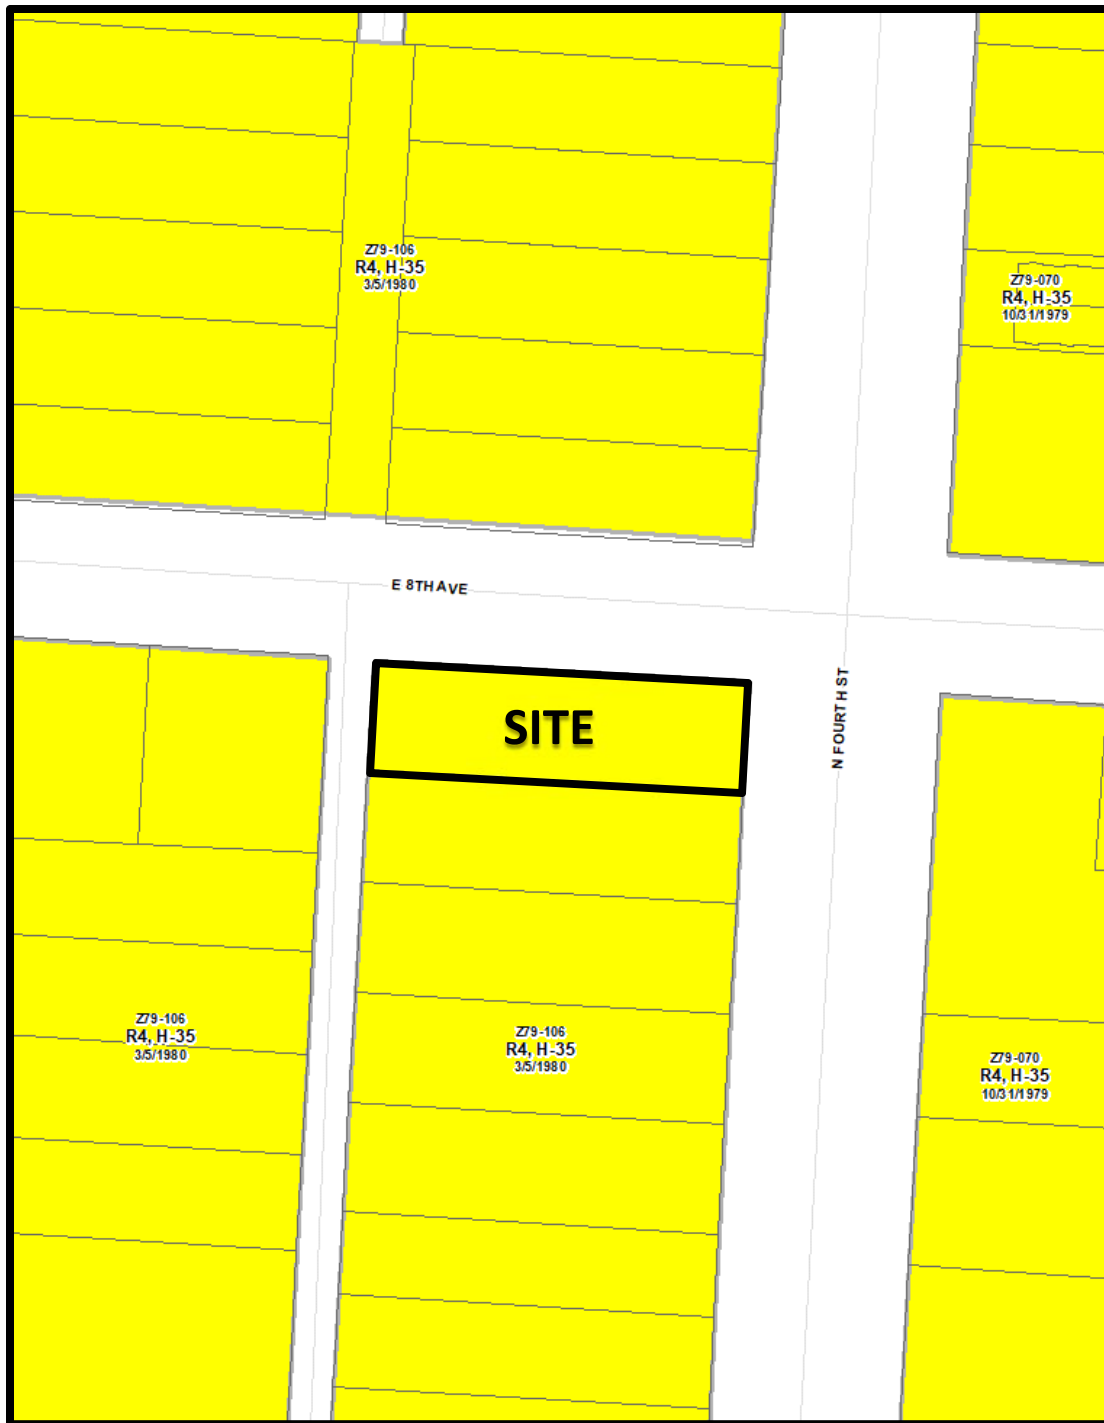 Z79-106
R4, H-35
3/5/1980
Z79-070
R4, H-35
10/31/1979
E 8TH AVE
SITE
N FOURTH ST
Z79-106
R4, H-35
3/5/1980
Z79-106
R4, H-35
3/5/1980
Z79-070
R4, H-35
10/31/1979